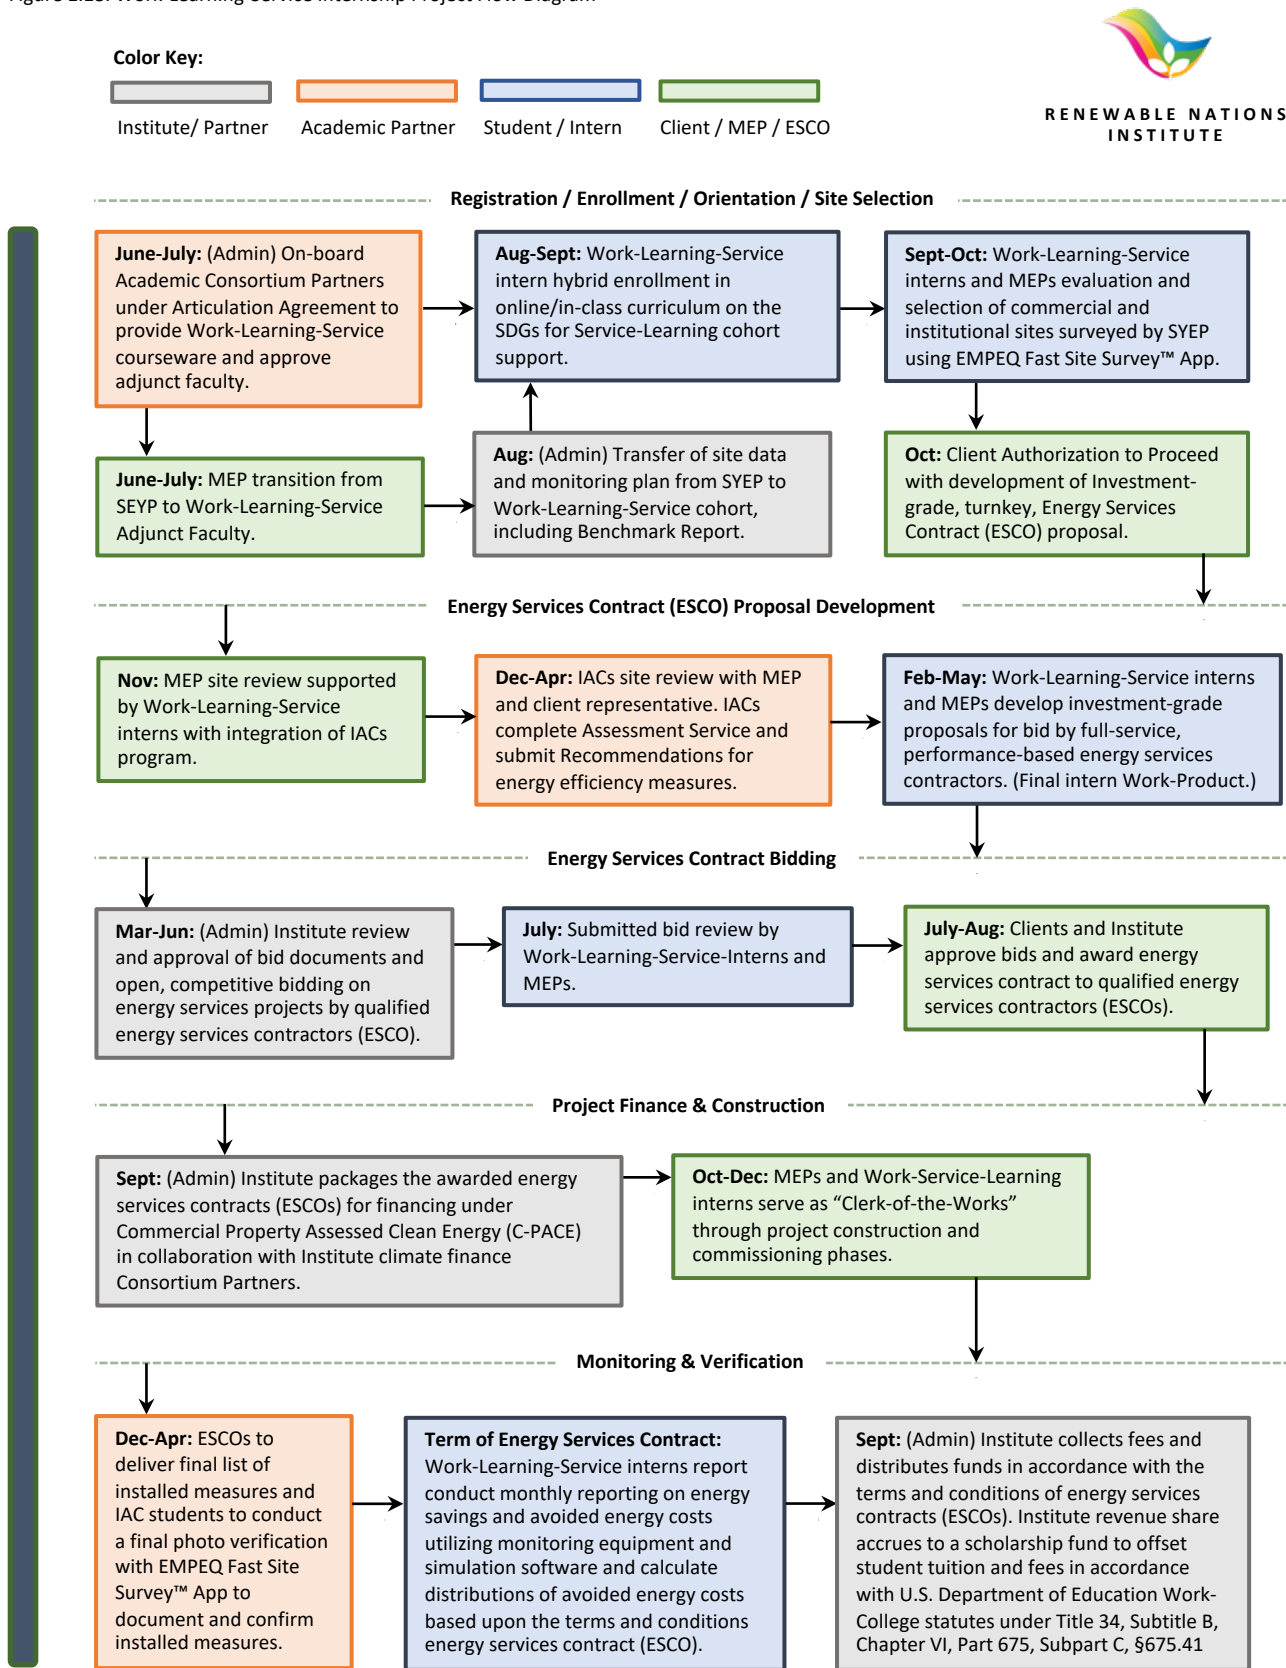 Color Key:
Institute/ Partner
Academic Partner
Student / Intern
Client / MEP / ESCO
RENEWABLE NATIONS
INSTITUTE
Registration / Enrollment / Orientation / Site Selection
June-July: (Admin) On-board
Academic Consortium Partners
under Articulation Agreement to
provide Work-Learning-Service
courseware and approve
adjunct faculty.
Aug-Sept: Work-Learning-Service
intern hybrid enrollment in
online/in-class curriculum on the
SDGs for Service-Learning cohort
support.
Sept-Oct: Work-Learning-Service
interns and MEPs evaluation and
selection of commercial and
institutional sites surveyed by SYEP
using EMPEQ Fast Site Survey™ App.
June-July: MEP transition from
SEYP to Work-Learning-Service
Adjunct Faculty.
Aug: (Admin) Transfer of site data
and monitoring plan from SYEP to
Work-Learning-Service cohort,
including Benchmark Report.
Oct: Client Authorization to Proceed
with development of Investment-
grade, turnkey, Energy Services
Contract (ESCO) proposal.
Energy Services Contract (ESCO) Proposal Development
Nov: MEP site review supported
by Work-Learning-Service
interns with integration of IACs
program.
Dec-Apr: IACs site review with MEP
and client representative. IACs
complete Assessment Service and
submit Recommendations for
energy efficiency measures.
Feb-May: Work-Learning-Service interns
and MEPs develop investment-grade
proposals for bid by full-service,
performance-based energy services
contractors. (Final intern Work-Product.)
Energy Services Contract Bidding
Mar-Jun: (Admin) Institute review
and approval of bid documents and
open, competitive bidding on
energy services projects by qualified
energy services contractors (ESCO).
July: Submitted bid review by
Work-Learning-Service-Interns and
MEPs.
July-Aug: Clients and Institute
approve bids and award energy
services contract to qualified energy
services contractors (ESCOs).
Project Finance & Construction
Sept: (Admin) Institute packages the awarded energy
services contracts (ESCOs) for financing under
Commercial Property Assessed Clean Energy (C-PACE)
in collaboration with Institute climate finance
Consortium Partners.
Oct-Dec: MEPs and Work-Service-Learning
interns serve as “Clerk-of-the-Works”
through project construction and
commissioning phases.
Monitoring & Verification
Dec-Apr: ESCOs to
deliver final list of
installed measures and
IAC students to conduct
a final photo verification
with EMPEQ Fast Site
Survey™ App to
document and confirm
installed measures.
Term of Energy Services Contract:
Work-Learning-Service interns report
conduct monthly reporting on energy
savings and avoided energy costs
utilizing monitoring equipment and
simulation software and calculate
distributions of avoided energy costs
based upon the terms and conditions
energy services contract (ESCO).
Sept: (Admin) Institute collects fees and
distributes funds in accordance with the
terms and conditions of energy services
contracts (ESCOs). Institute revenue share
accrues to a scholarship fund to offset
student tuition and fees in accordance
with U.S. Department of Education Work-
College statutes under Title 34, Subtitle B,
Chapter VI, Part 675, Subpart C, §675.41